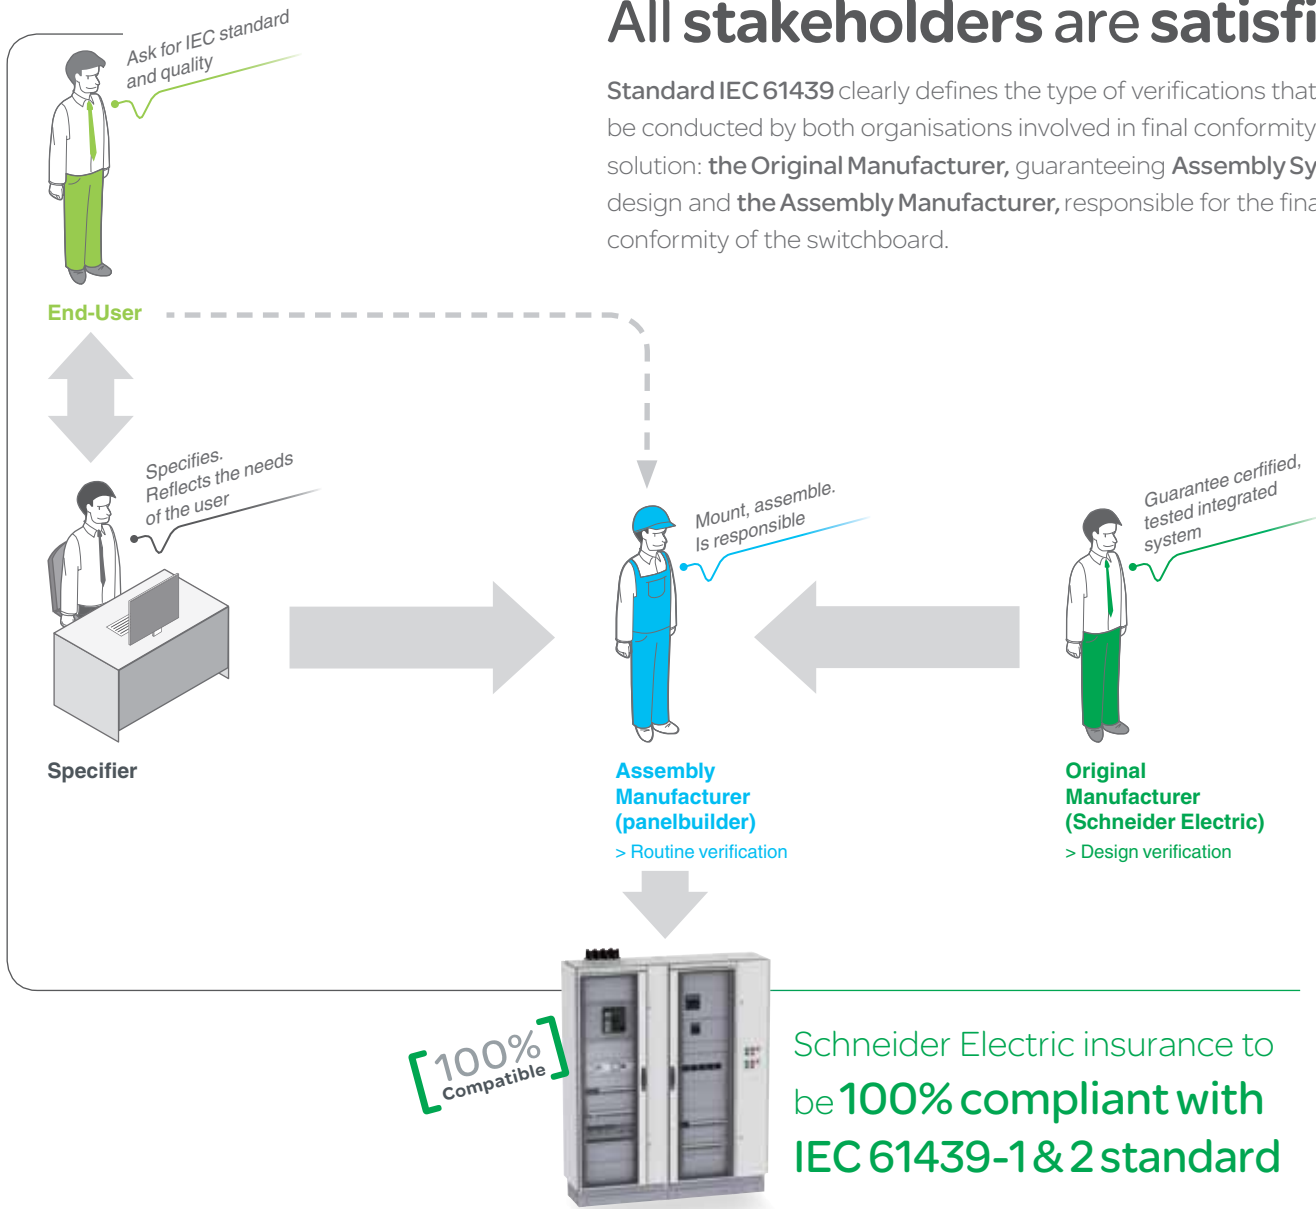 All stakeholders are satisfi
Standard IEC 61439 clearly defines the type of verifications that
be conducted by both organisations involved in final conformity
solution: the Original Manufacturer, guaranteeing Assembly Sy
design and the Assembly Manufacturer, responsible for the fina
conformity of the switchboard.
Ask for IEC standard
and quality
End-User
Specifies.
Reflects the needs
of the user
Specifier
Mount, assemble.
Is responsible
Assembly
Manufacturer
(panelbuilder)
> Routine verification
Guarantee cerfified,
tested integrated
system
Original
Manufacturer
(Schneider Electric)
> Design verification
[100%
Compatible]
Schneider Electric insurance to
be 100% compliant with
IEC 61439-1 & 2 standard